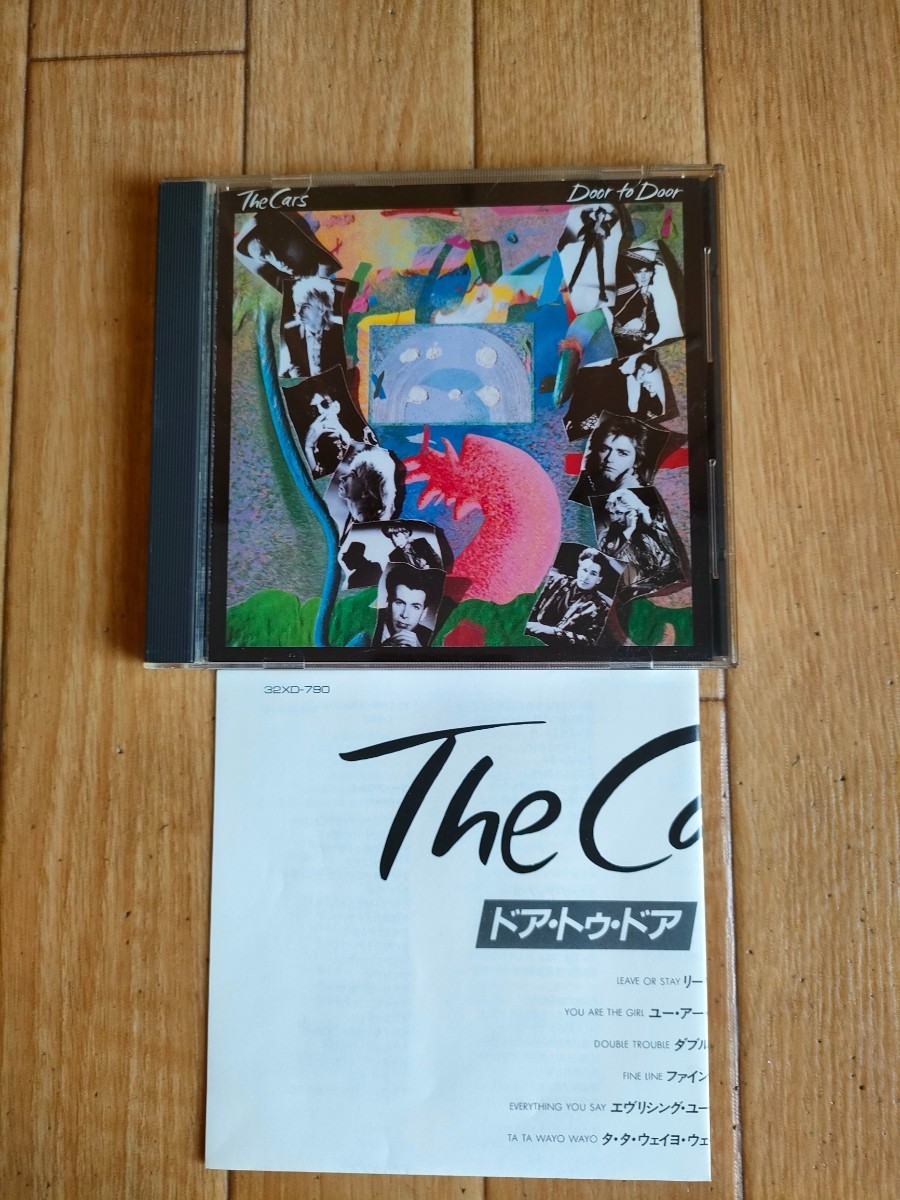 The Cars
Door to Door
32XD-790
The Ca
ドア・トゥ・ドア
LEAVE OR STAY リー
YOU ARE THE GIRL ユー・アー・
DOUBLE TROUBLE ダブル
FINE LINE ファイン
EVERYTHING YOU SAY エヴリシング・ユー
TA TA WAYO WAYO タ・タ・ウェイヨ・ウェ